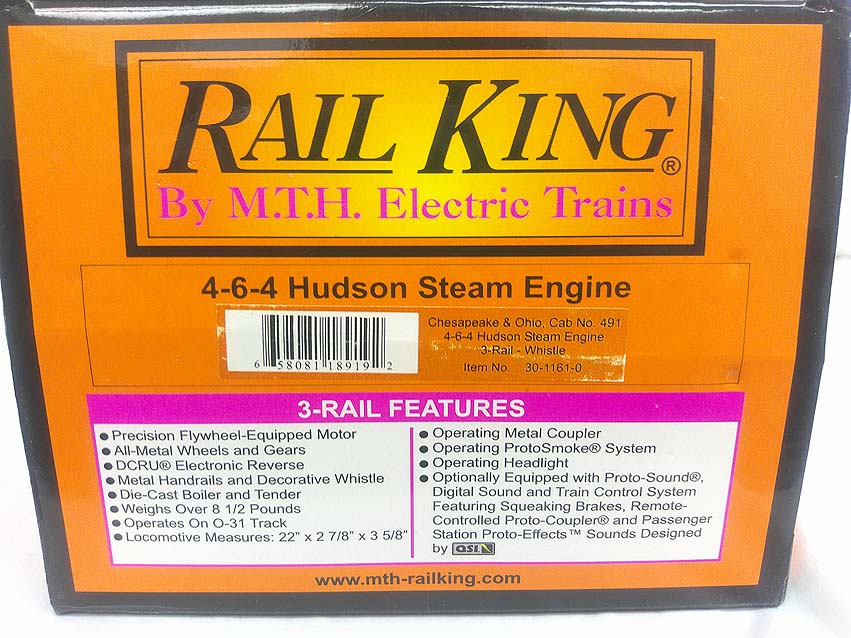 RAIL KING®
By M.T.H. Electric Trains
4-6-4 Hudson Steam Engine
6 58081 18919 2
Chesapeake & Ohio, Cab No. 491
4-6-4 Hudson Steam Engine
3-Rail - Whistle
Item No. 30-1161-0
3-RAIL FEATURES
● Precision Flywheel-Equipped Motor
● All-Metal Wheels and Gears
● DCRU® Electronic Reverse
● Metal Handrails and Decorative Whistle
● Die-Cast Boiler and Tender
● Weighs Over 8 1/2 Pounds
● Operates On O-31 Track
● Locomotive Measures: 22" x 2 7/8" x 3 5/8"
● Operating Metal Coupler
● Operating ProtoSmoke® System
● Operating Headlight
● Optionally Equipped with Proto-Sound®,
Digital Sound and Train Control System
Featuring Squeaking Brakes, Remote-
Controlled Proto-Coupler® and Passenger
Station Proto-Effects™ Sounds Designed
by QSI
www.mth-railking.com